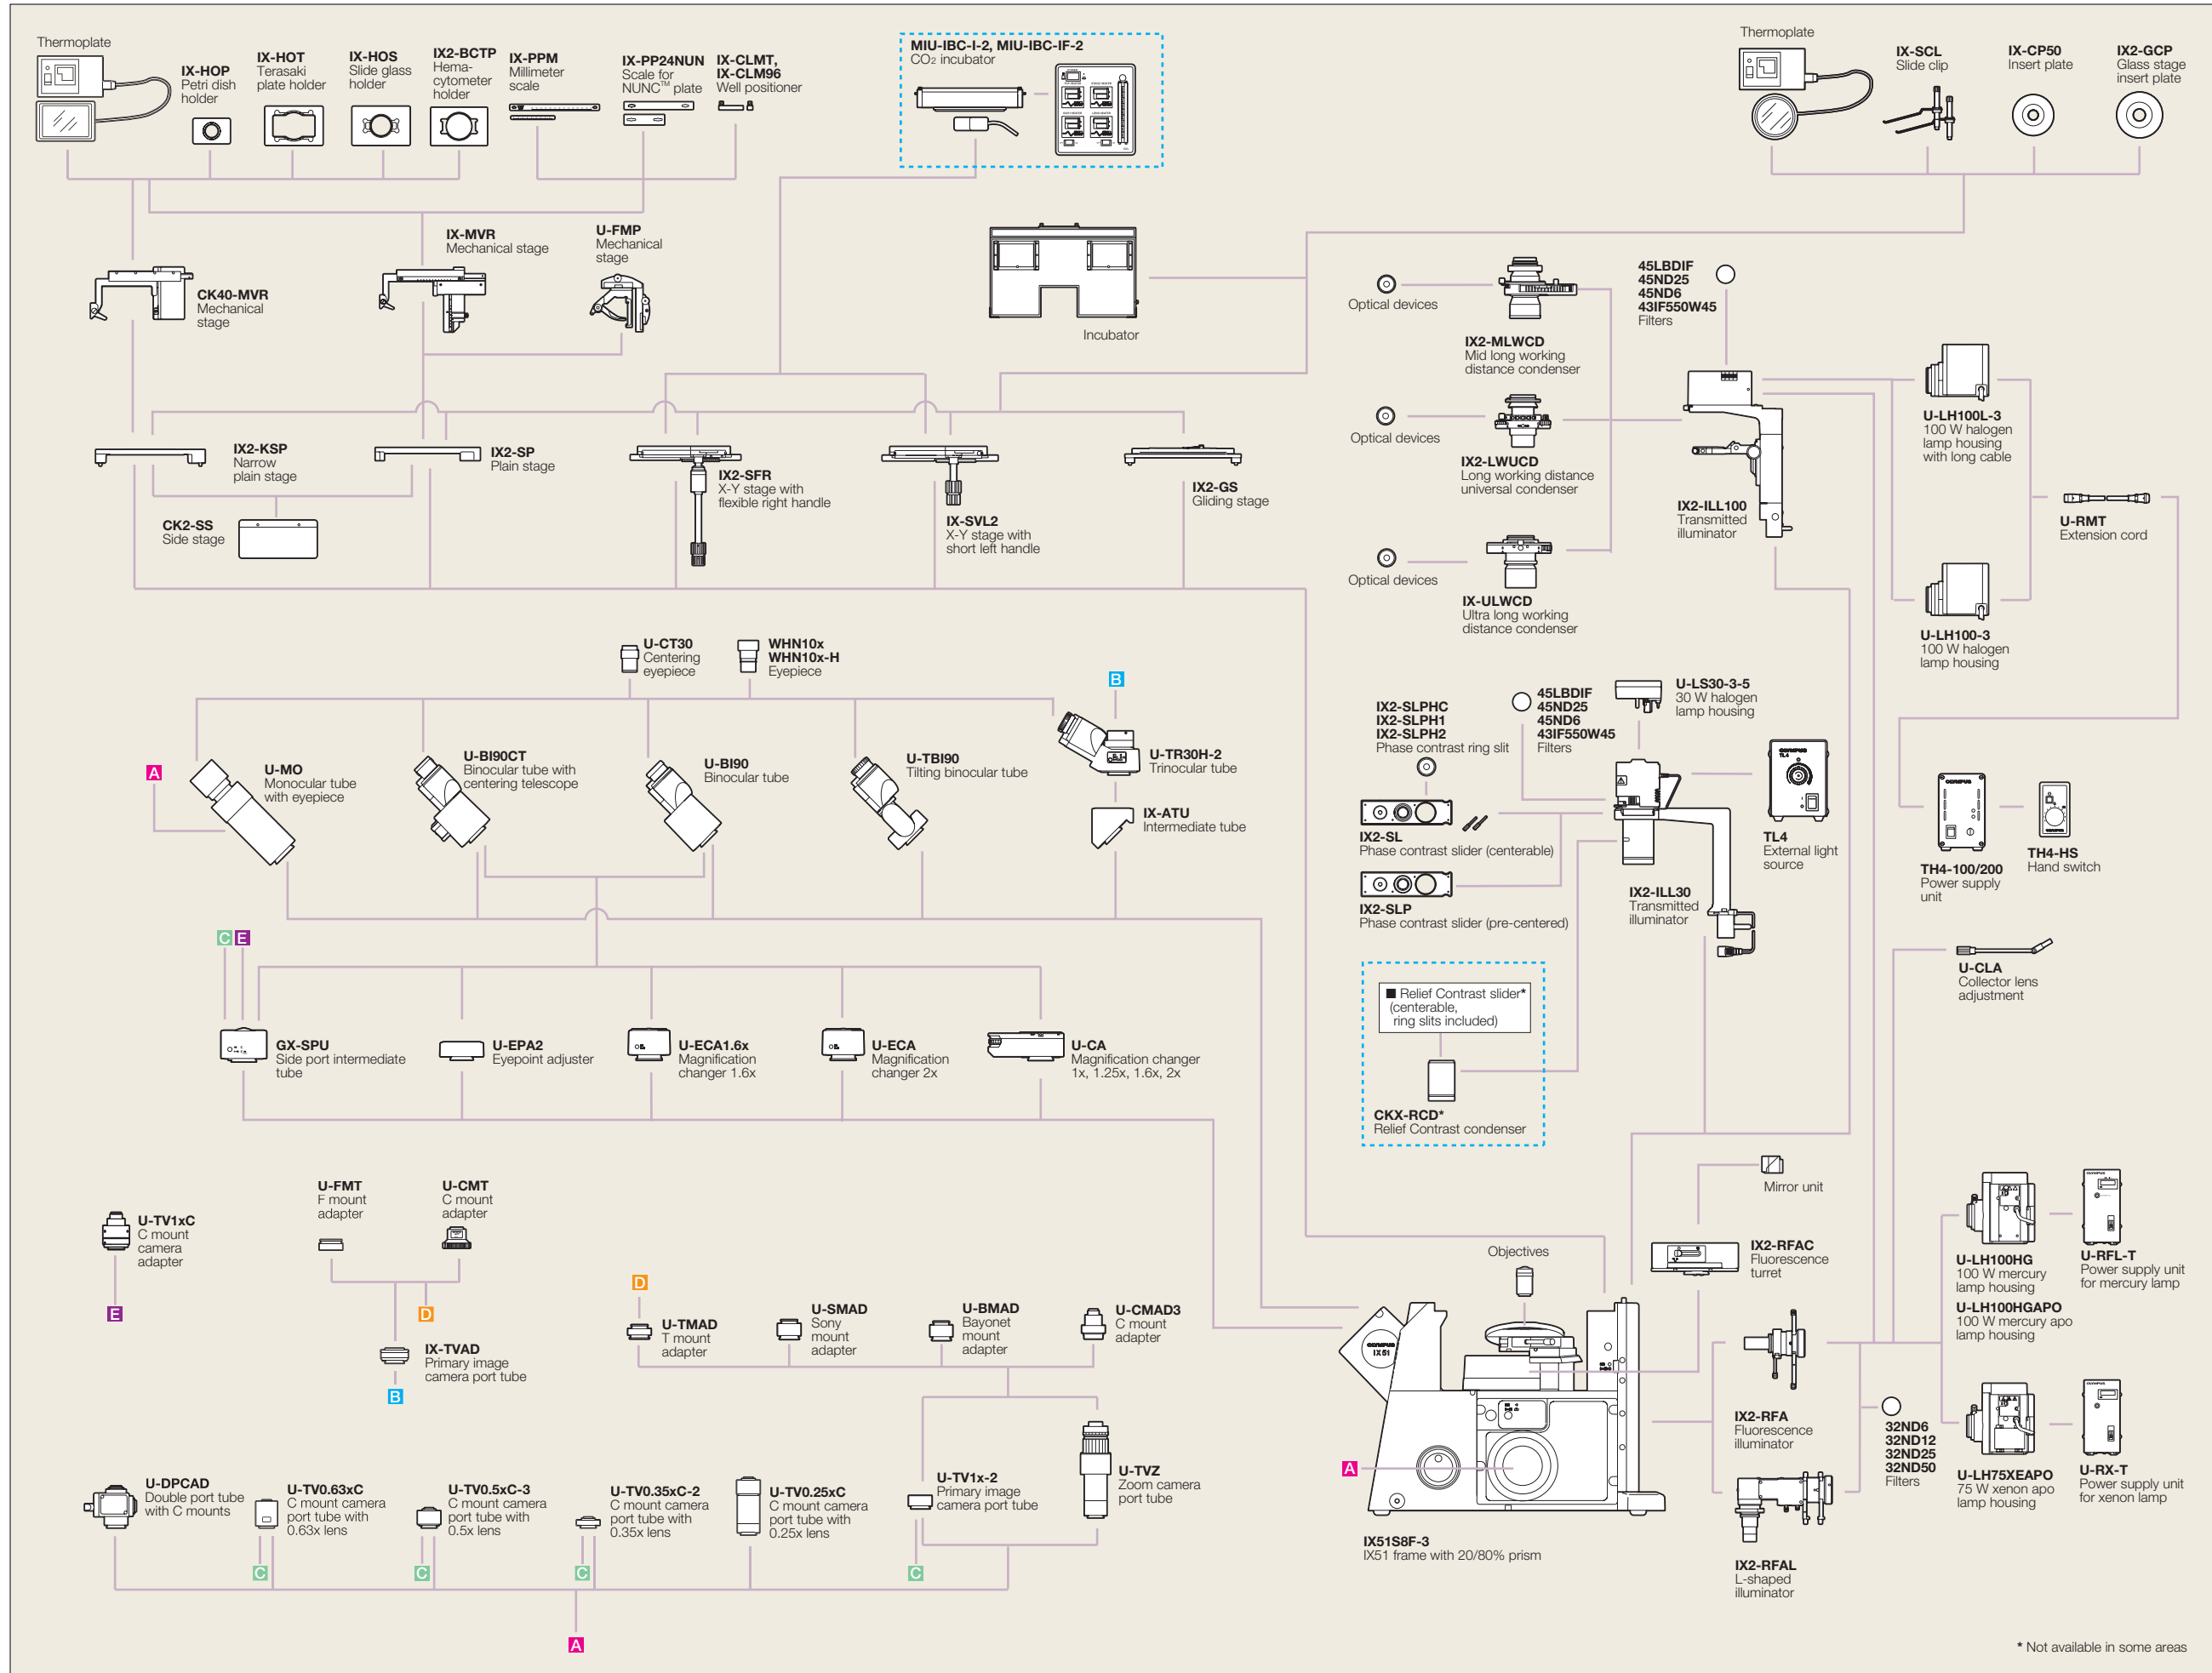 Thermoplate
IX-HOP
Petri dish
holder
IX-HOT
Terasaki
plate holder
IX-HOS
Slide glass
holder
IX2-BCTP
Hema-
cytometer
holder
IX-PPM
Millimeter
scale
IX-PP24NUN
Scale for
NUNC™ plate
IX-CLMT,
IX-CLM96
Well positioner
MIU-IBC-I-2, MIU-IBC-IF-2
CO2 incubator
Thermoplate
IX-SCL
Slide clip
IX-CP50
Insert plate
IX2-GCP
Glass stage
insert plate
CK40-MVR
Mechanical
stage
IX-MVR
Mechanical stage
U-FMP
Mechanical
stage
Incubator
Optical devices
IX2-MLWCD
Mid long working
distance condenser
45LBDIF
45ND25
45ND6
43IF550W45
Filters
U-LH100L-3
100 W halogen
lamp housing
with long cable
Optical devices
IX2-LWUCD
Long working distance
universal condenser
IX2-ILL100
Transmitted
illuminator
U-RMT
Extension cord
IX2-KSP
Narrow
plain stage
IX2-SP
Plain stage
IX2-SFR
X-Y stage with
flexible right handle
IX-SVL2
X-Y stage with
short left handle
IX2-GS
Gliding stage
CK2-SS
Side stage
Optical devices
IX-ULWCD
Ultra long working
distance condenser
U-LH100-3
100 W halogen
lamp housing
U-CT30
Centering
eyepiece
WHN10x
WHN10x-H
Eyepiece
B
A
U-MO
Monocular tube
with eyepiece
U-BI90CT
Binocular tube with
centering telescope
U-BI90
Binocular tube
U-TBI90
Tilting binocular tube
U-TR30H-2
Trinocular tube
IX-ATU
Intermediate tube
IX2-SLPHC
IX2-SLPH1
IX2-SLPH2
Phase contrast ring slit
45LBDIF
45ND25
45ND6
43IF550W45
Filters
U-LS30-3-5
30 W halogen
lamp housing
OLYMPUS
TL4
TL4
External light
source
IX2-SL
Phase contrast slider (centerable)
IX2-SLP
Phase contrast slider (pre-centered)
IX2-ILL30
Transmitted
illuminator
OLYMPUS
TH4-100/200
Power supply
unit
TH4-HS
Hand switch
U-CLA
Collector lens
adjustment
C E
GX-SPU
Side port intermediate
tube
U-EPA2
Eyepoint adjuster
U-ECA1.6x
Magnification
changer 1.6x
U-ECA
Magnification
changer 2x
U-CA
Magnification changer
1x, 1.25x, 1.6x, 2x
■ Relief Contrast slider*
(centerable,
ring slits included)
CKX-RCD*
Relief Contrast condenser
Mirror unit
U-TV1xC
C mount
camera
adapter
E
U-FMT
F mount
adapter
U-CMT
C mount
adapter
D
IX-TVAD
Primary image
camera port tube
B
D
U-TMAD
T mount
adapter
U-SMAD
Sony
mount
adapter
U-BMAD
Bayonet
mount
adapter
U-CMAD3
C mount
adapter
Objectives
IX2-RFAC
Fluorescence
turret
U-LH100HG
100 W mercury
lamp housing
U-LH100HGAPO
100 W mercury apo
lamp housing
U-RFL-T
Power supply unit
for mercury lamp
OLYMPUS
IX51
A
IX51S8F-3
IX51 frame with 20/80% prism
IX2-RFA
Fluorescence
illuminator
IX2-RFAL
L-shaped
illuminator
32ND6
32ND12
32ND25
32ND50
Filters
U-LH75XEAPO
75 W xenon apo
lamp housing
U-RX-T
Power supply unit
for xenon lamp
U-DPCAD
Double port tube
with C mounts
U-TV0.63xC
C mount camera
port tube with
0.63x lens
U-TV0.5xC-3
C mount camera
port tube with
0.5x lens
U-TV0.35xC-2
C mount camera
port tube with
0.35x lens
U-TV0.25xC
C mount camera
port tube with
0.25x lens
U-TV1x-2
Primary image
camera port tube
U-TVZ
Zoom camera
port tube
C
C
C
C
A
* Not available in some areas